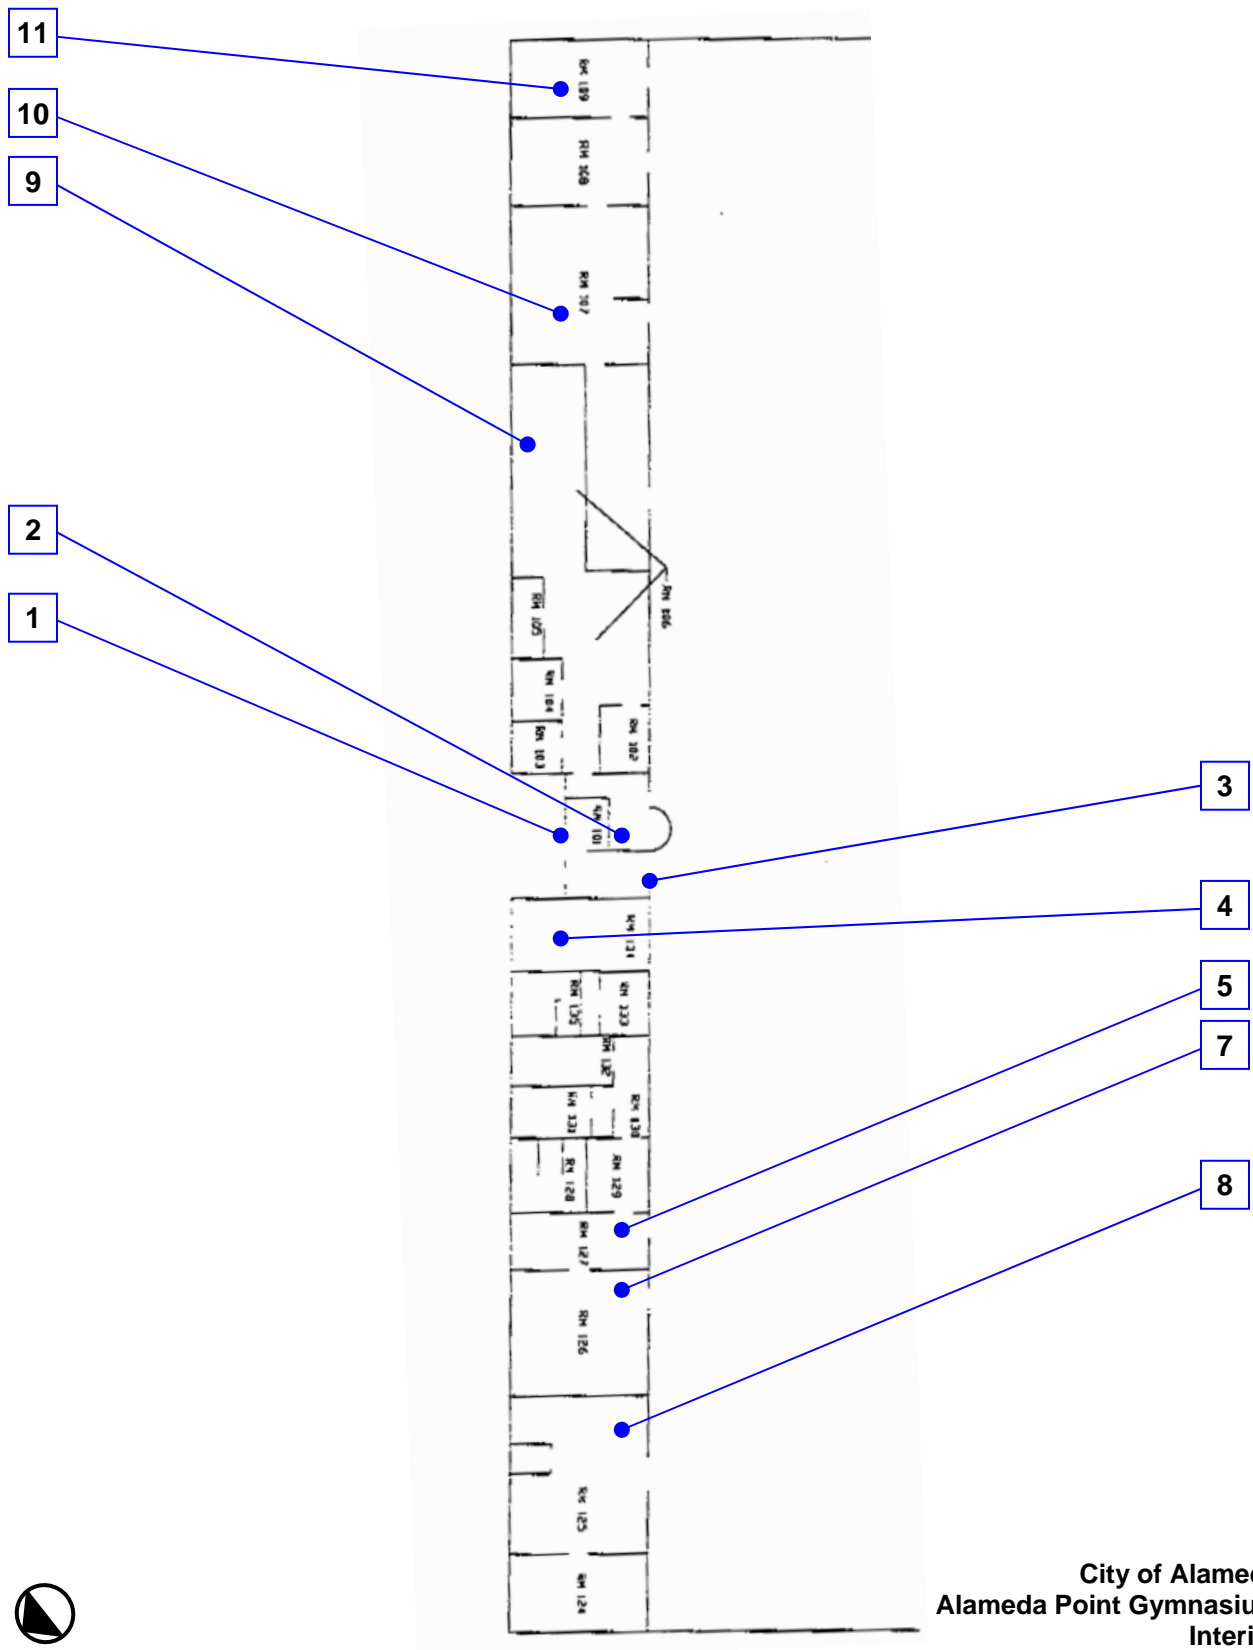 11
10
9
2
1
3
4
5
7
8
RM 109
RM 108
RM 107
RM 106
RM 105
RM 104
RM 103
RM 102
RM 101
RM 134
RM 135
RM 133
RM 132
RM 131
RM 130
RM 128
RM 129
RM 127
RM 126
RM 125
RM 124
City of Alamed
Alameda Point Gymnasiu
Interi